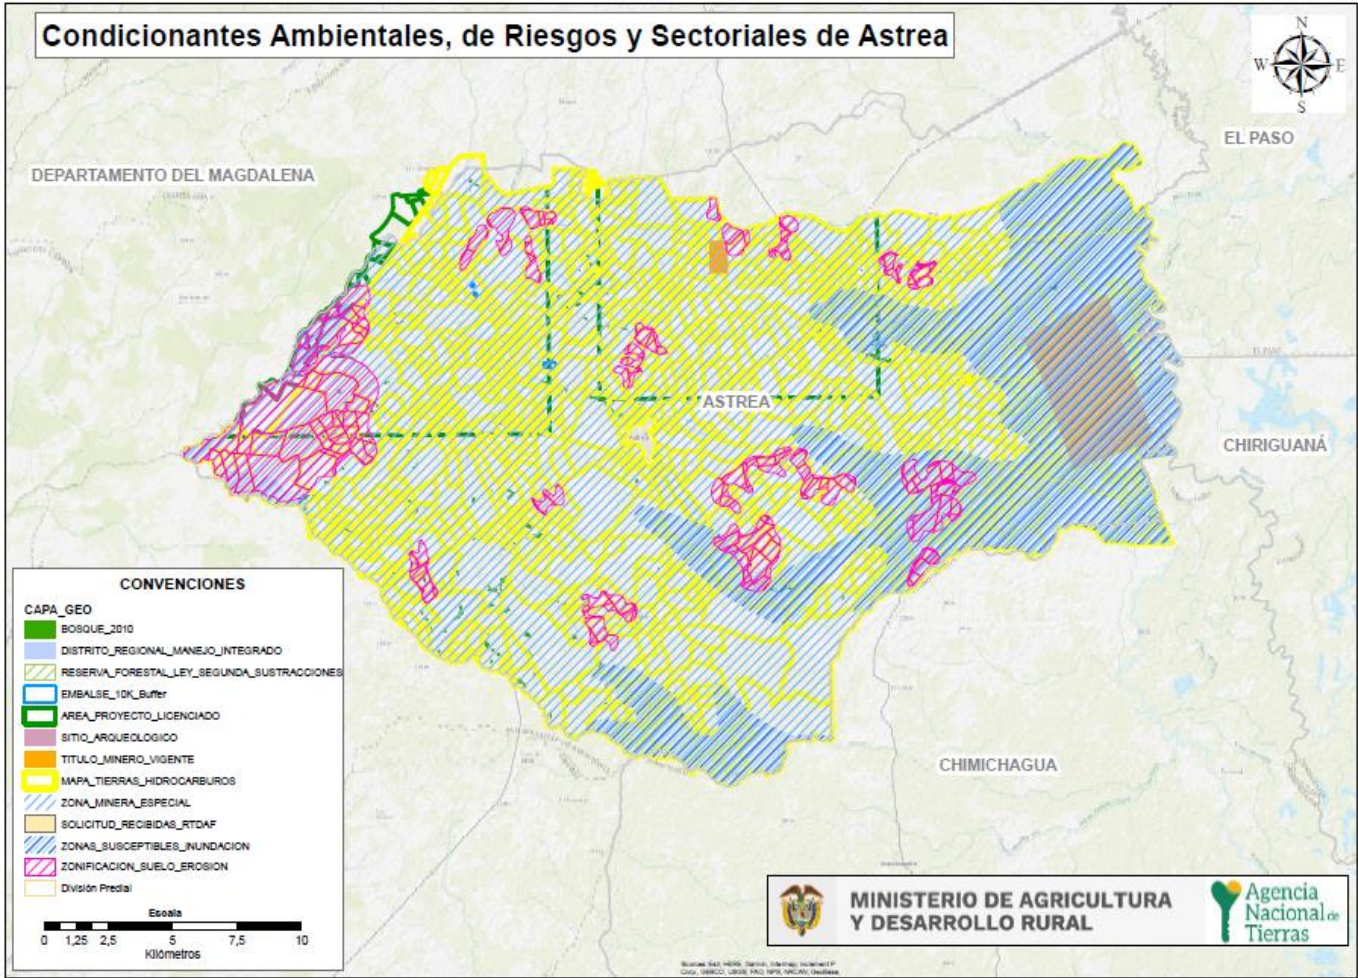 Condicionantes Ambientales, de Riesgos y Sectoriales de Astrea
N
W E
S
EL PASO
DEPARTAMENTO DEL MAGDALENA
ASTREA
CHIRIGUANÁ
CHIMICHAGUA
CONVENCIONES
CAPA_GEO
BOSQUE_2010
DISTRITO_REGIONAL_MANEJO_INTEGRADO
RESERVA_FORESTAL_LEY_SEGUNDA_SUSTRACCIONES
EMBALSE_10K_Buffer
AREA_PROYECTO_LICENCIADO
SITIO_ARQUEOLOGICO
TITULO_MINERO_VIGENTE
MAPA_TIERRAS_HIDROCARBUROS
ZONA_MINERA_ESPECIAL
SOLICITUD_RECIBIDAS_RTDAF
ZONAS_SUSCEPTIBLES_INUNDACION
ZONIFICACION_SUELO_EROSION
División Predial
Escala
0 1,25 2,5 5 7,5 10
Kilómetros
MINISTERIO DE AGRICULTURA
Y DESARROLLO RURAL
Agencia
Nacional de
Tierras